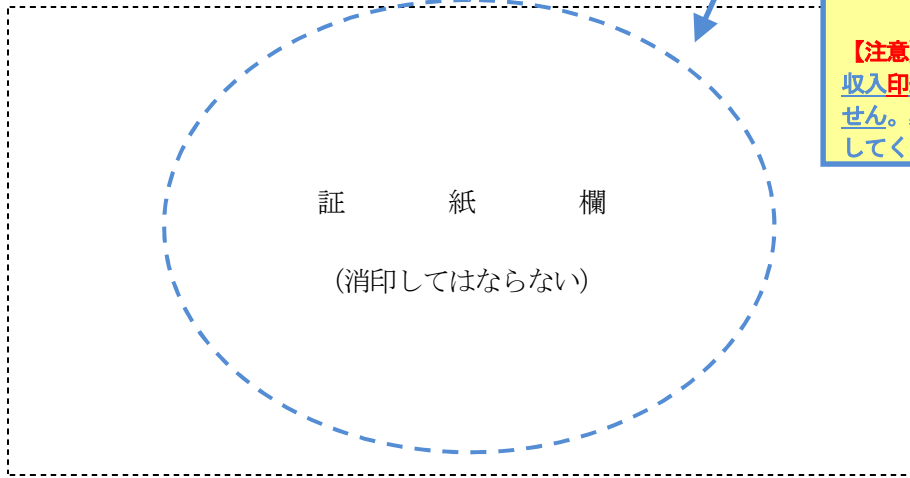 【注意
収入印
せん。
してく
証　紙　欄
（消印してはならない）